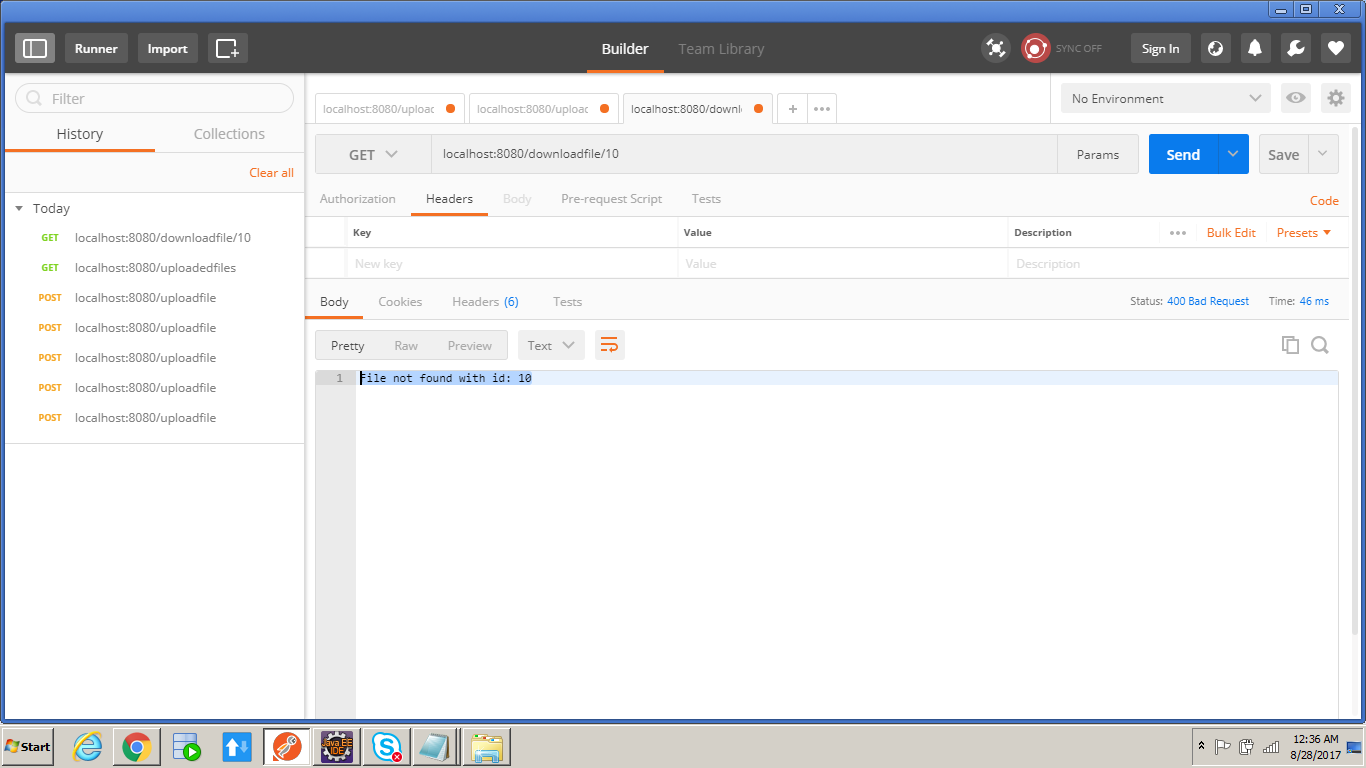 Runner
Import
Builder
Team Library
SYNC OFF
Sign In
Filter
History
Collections
Clear all
Today
GET localhost:8080/downloadfile/10
GET localhost:8080/uploadedfiles
POST localhost:8080/uploadfile
POST localhost:8080/uploadfile
POST localhost:8080/uploadfile
POST localhost:8080/uploadfile
POST localhost:8080/uploadfile
localhost:8080/upload
localhost:8080/upload
localhost:8080/downl
No Environment
GET
localhost:8080/downloadfile/10
Params
Send
Save
Authorization
Headers
Body
Pre-request Script
Tests
Code
Key
Value
Description
Bulk Edit
Presets
New key
Value
Description
Body
Cookies
Headers (6)
Tests
Status: 400 Bad Request
Time: 46 ms
Pretty
Raw
Preview
Text
1 File not found with id: 10
Start
Java EE
IDE
12:36 AM
8/28/2017